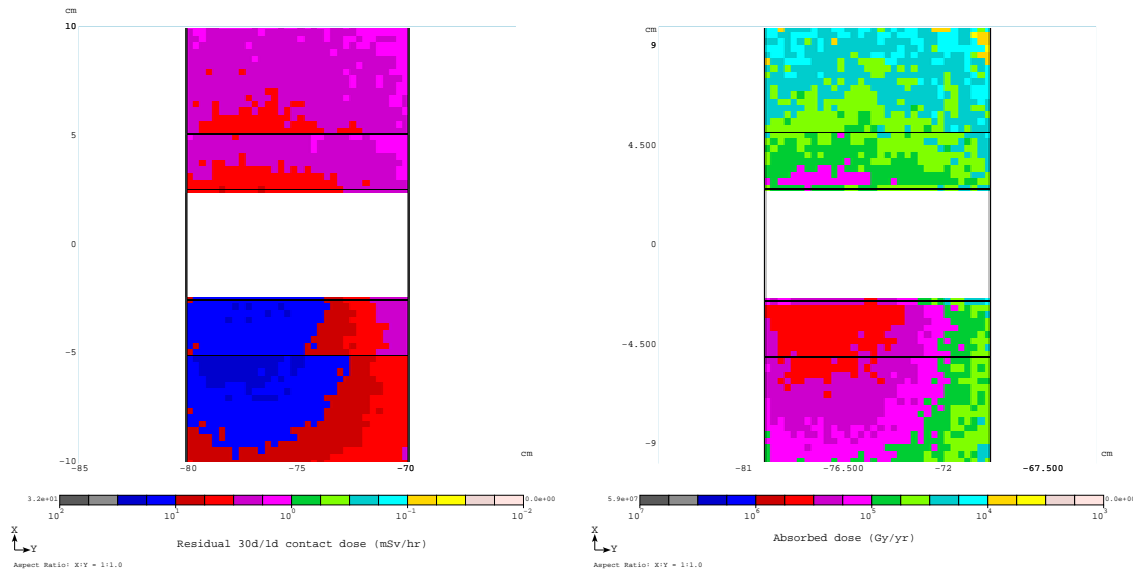 cm
10
5
0
-5
-10
-85
-80
-75
-70
cm
3.2e+01
0.0e+00
10^2
10^1
10^0
10^-1
10^-2
Residual 30d/1d contact dose (mSv/hr)
X
Y
Aspect Ratio: X:Y = 1:1.0
cm
9
4.500
-4.500
-9
cm
-81
-76.500
-72
-67.500
5.9e+07
0.0e+00
10^7
10^6
10^5
10^4
10^3
Absorbed dose (Gy/yr)
X
Y
Aspect Ratio: X:Y = 1:1.0